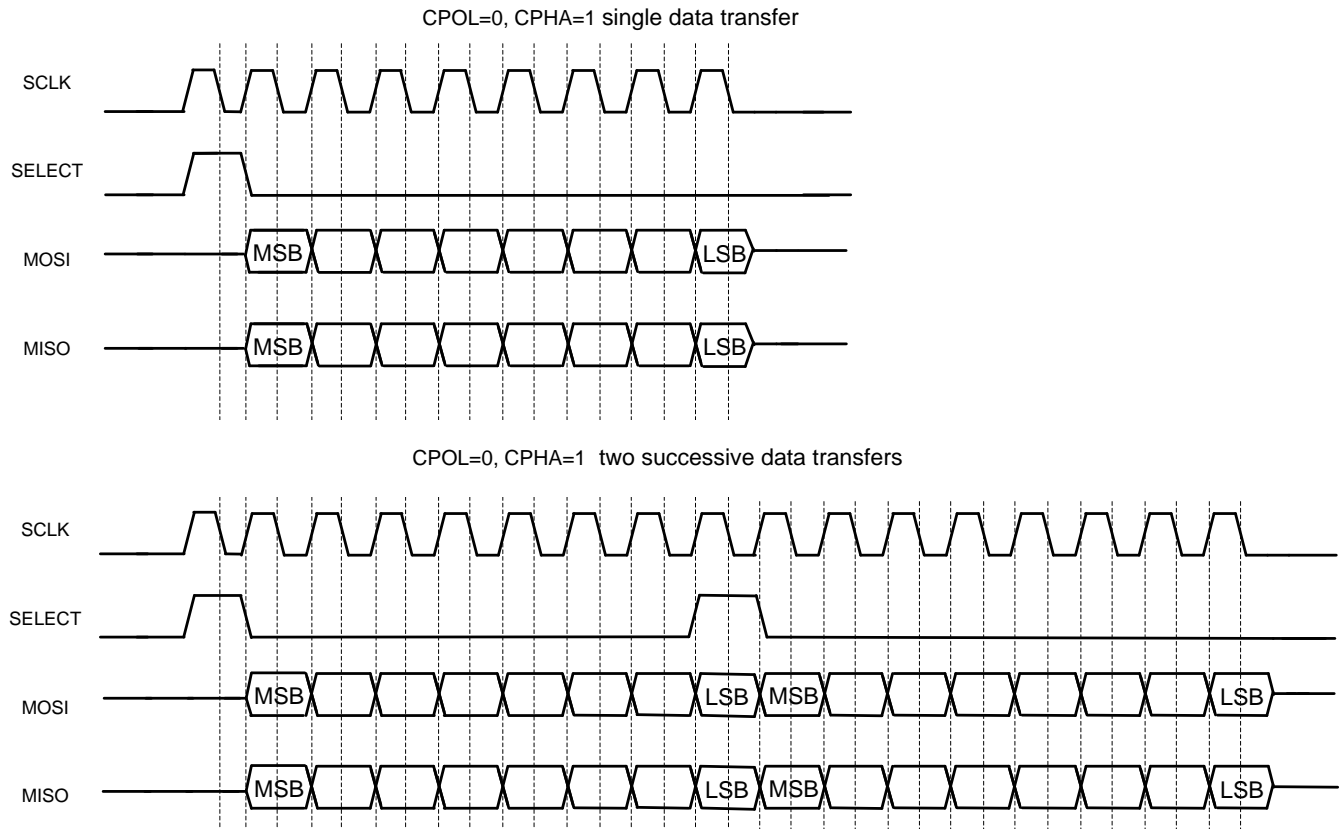 CPOL=0, CPHA=1 single data transfer
SCLK
SELECT
MOSI MSB LSB
MISO MSB LSB
CPOL=0, CPHA=1 two successive data transfers
SCLK
SELECT
MOSI MSB LSB MSB LSB
MISO MSB LSB MSB LSB